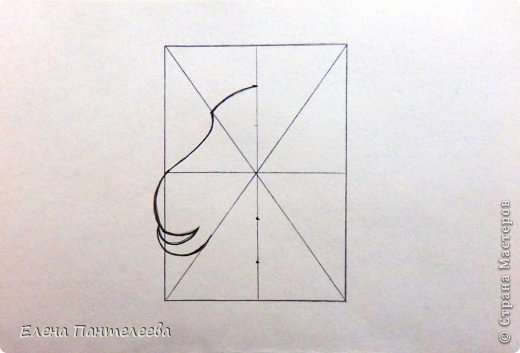 Елена Пантелеева
© Страна Мастеров